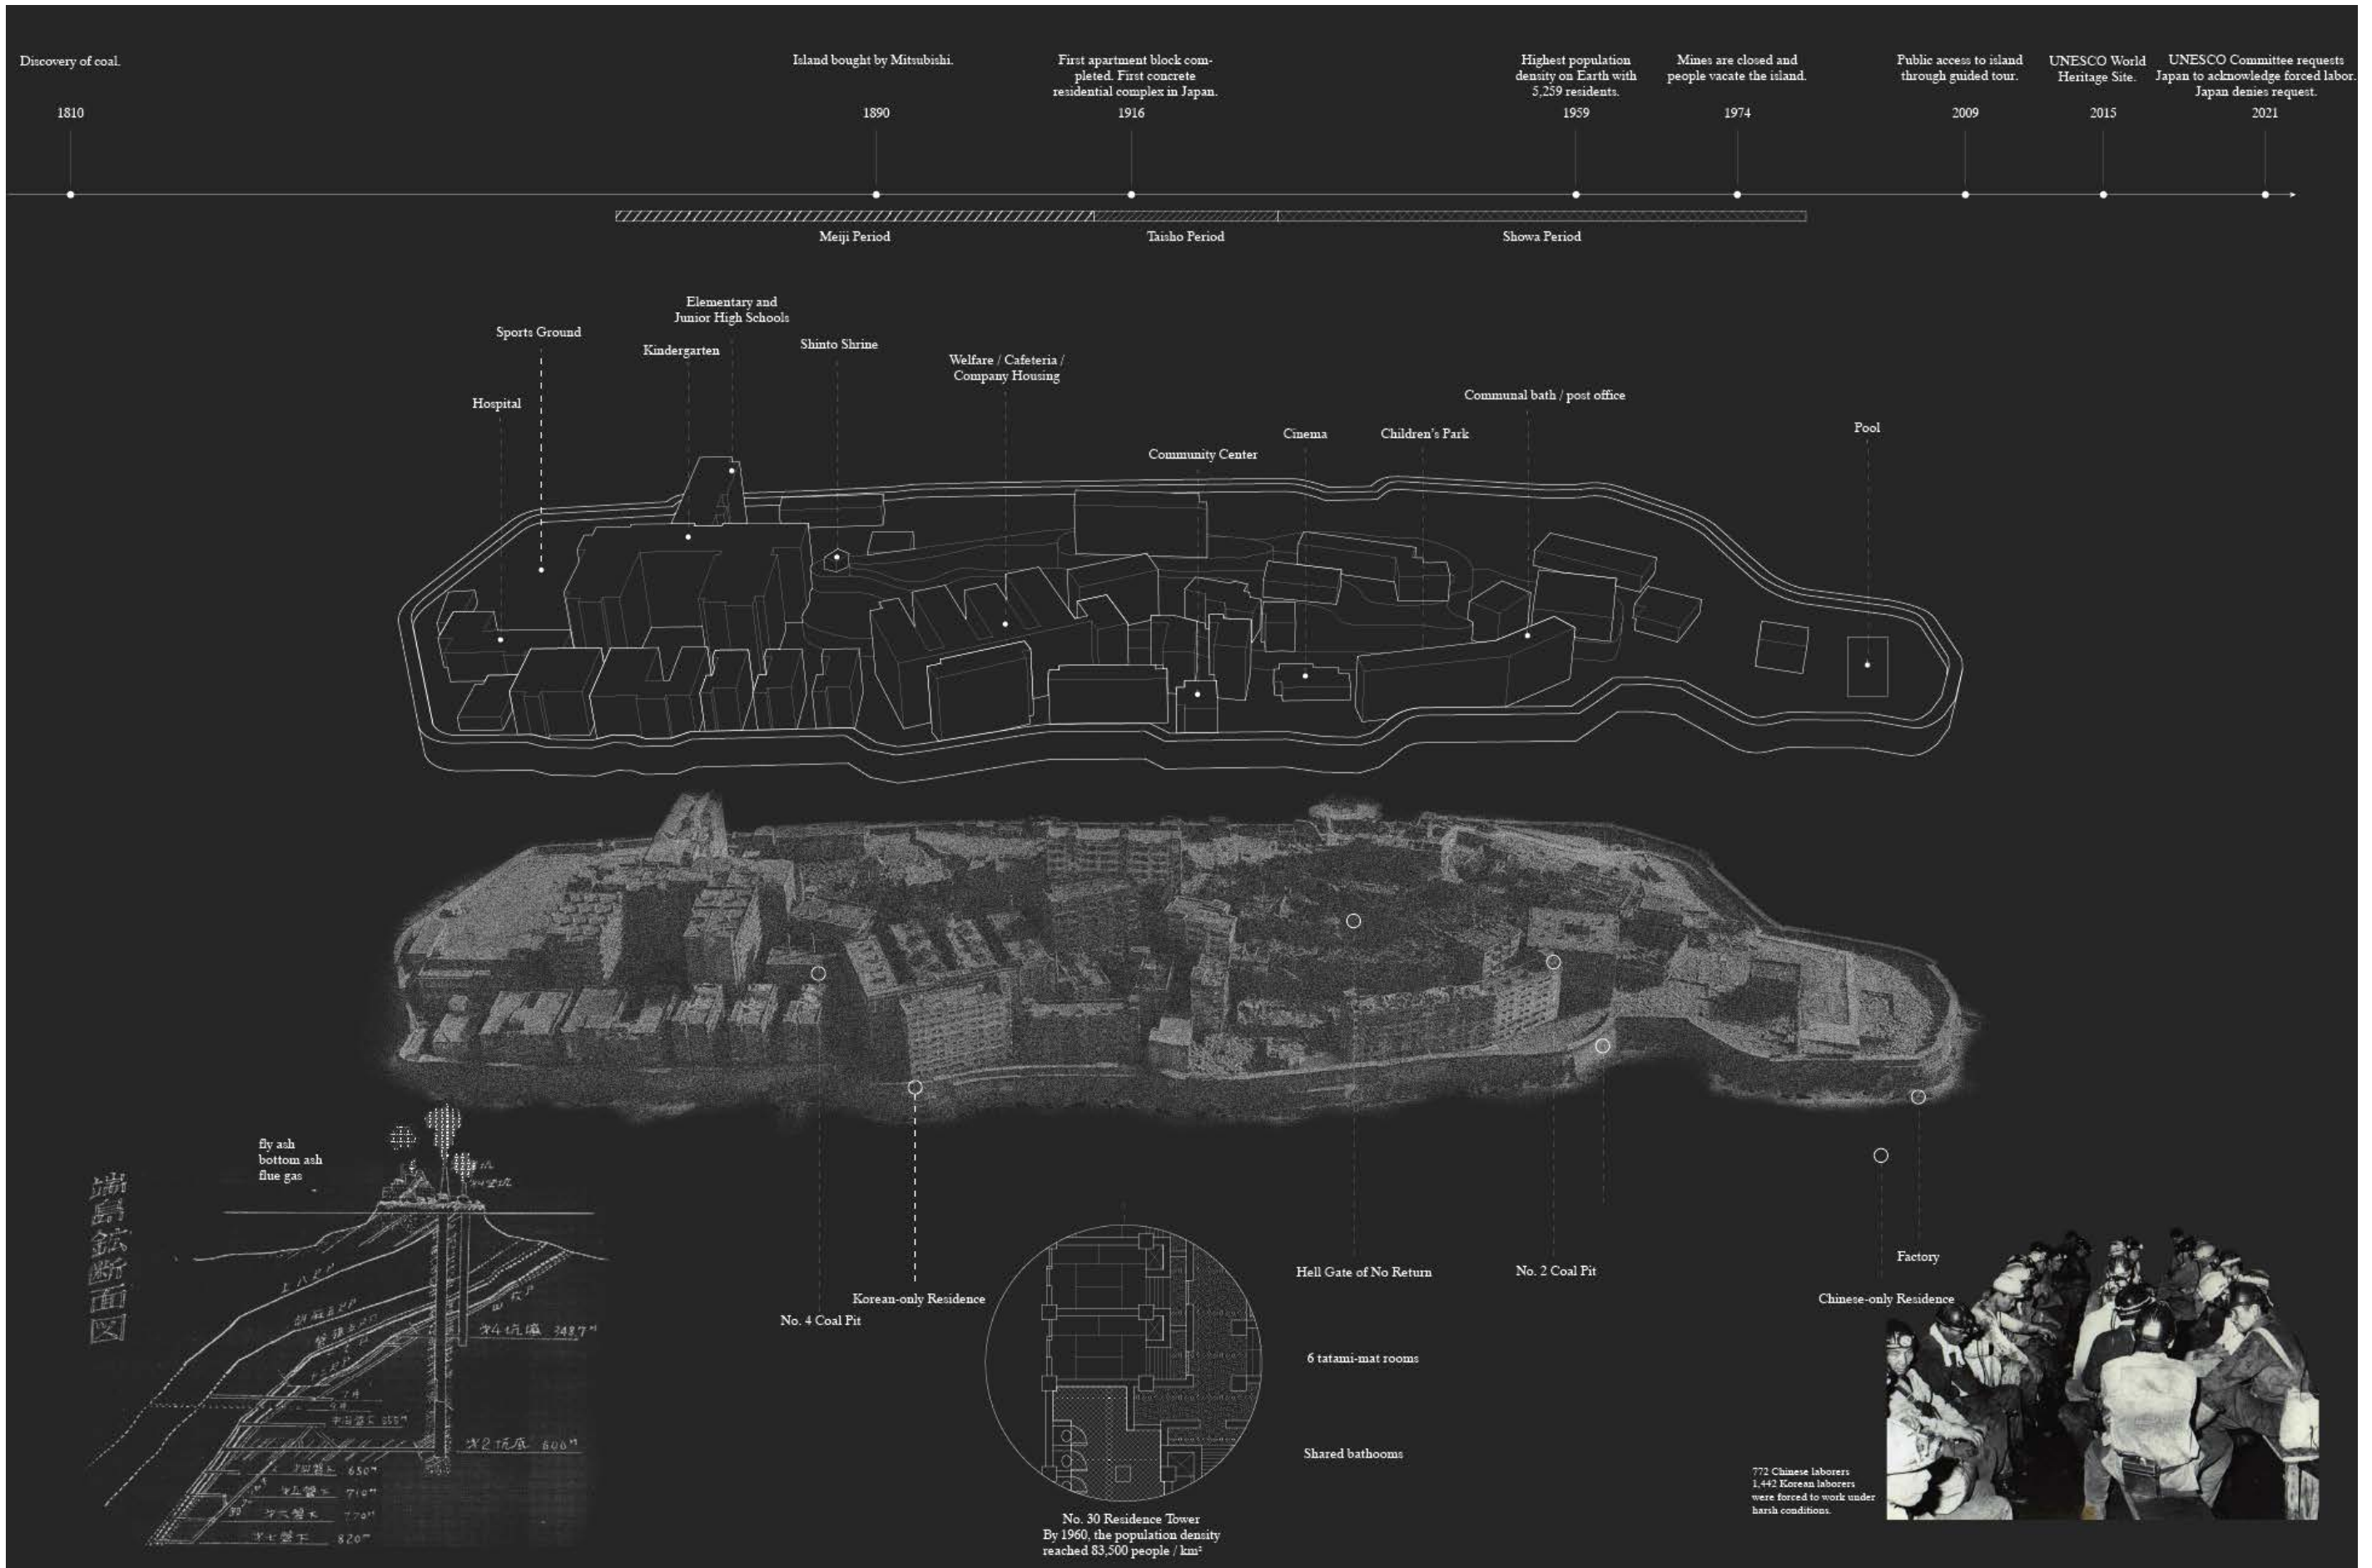 Discovery of coal.
1810
Island bought by Mitsubishi.
1890
First apartment block com-
pleted. First concrete
residential complex in Japan.
1916
Highest population
density on Earth with
5,259 residents.
1959
Mines are closed and
people vacate the island.
1974
Public access to island
through guided tour.
2009
UNESCO World
Heritage Site.
2015
UNESCO Committee requests
Japan to acknowledge forced labor.
Japan denies request.
2021
Meiji Period
Taisho Period
Showa Period
Hospital
Sports Ground
Kindergarten
Elementary and
Junior High Schools
Shinto Shrine
Welfare / Cafeteria /
Company Housing
Community Center
Cinema
Children's Park
Communal bath / post office
Pool
fly ash
bottom ash
flue gas
端島鉱断面図
348.7ᵐ
600ᵐ
650ᵐ
710ᵐ
770ᵐ
820ᵐ
No. 4 Coal Pit
Korean-only Residence
Hell Gate of No Return
No. 2 Coal Pit
Factory
Chinese-only Residence
6 tatami-mat rooms
Shared bathooms
No. 30 Residence Tower
By 1960, the population density
reached 83,500 people / km²
772 Chinese laborers
1,442 Korean laborers
were forced to work under
harsh conditions.